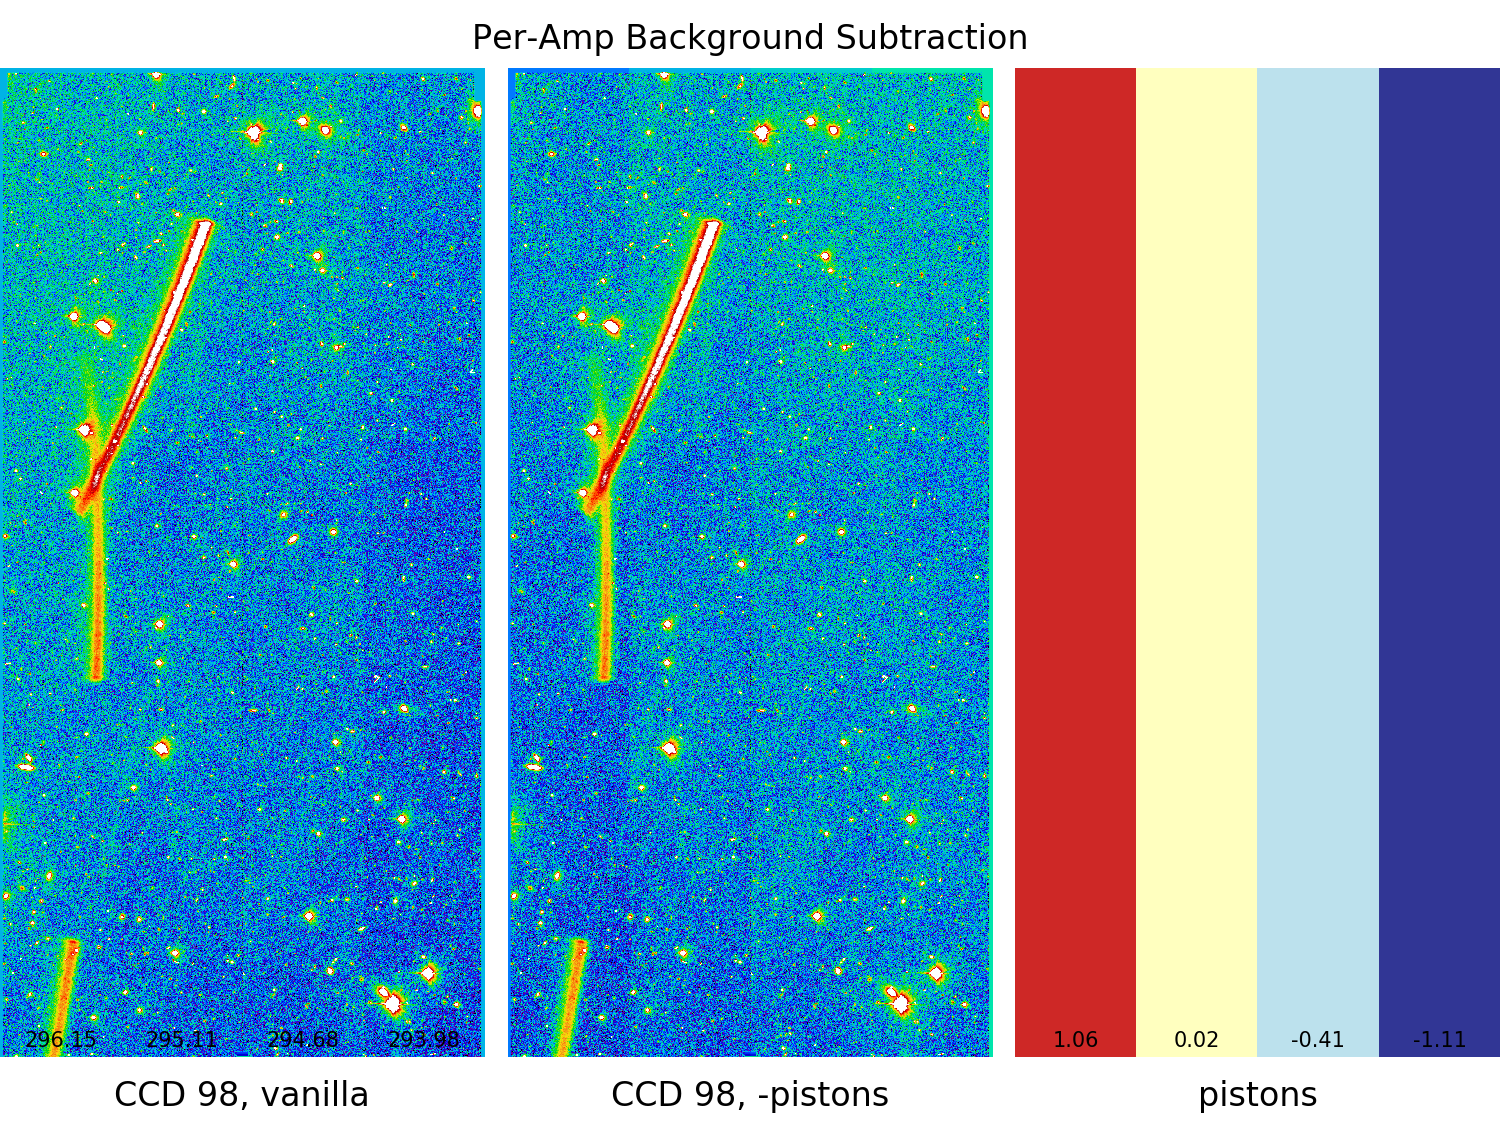 Per-Amp Background Subtraction
296.15 295.11 294.68 293.98
1.06 0.02 -0.41 -1.11
CCD 98, vanilla
CCD 98, -pistons
pistons